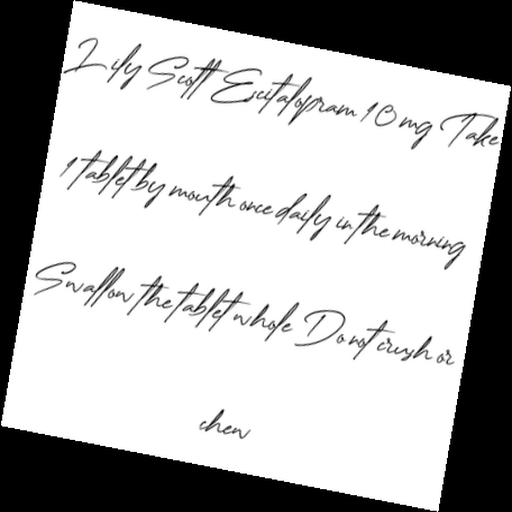 Lily Scott Escitalopram 10 mg Take
1 tablet by mouth once daily in the morning
Swallow the tablet whole Do not crush or
chew